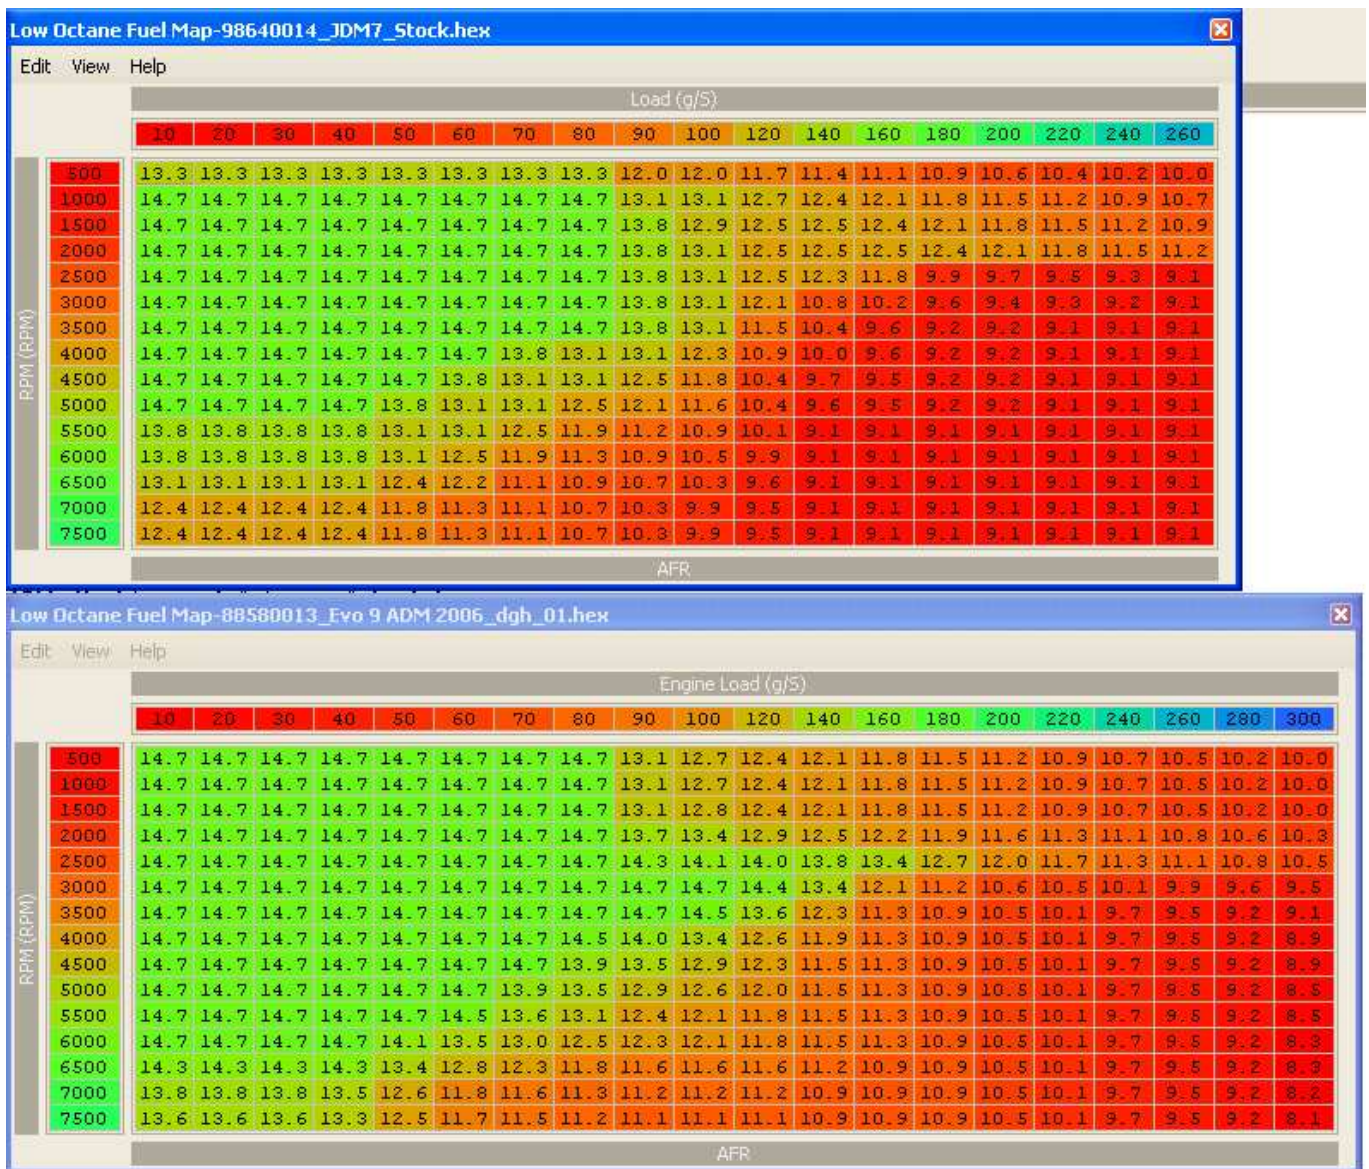 Low Octane Fuel Map-98640014_JDM7_Stock.hex
Edit View Help
Load (g/S)
10 20 30 40 50 60 70 80 90 100 120 140 160 180 200 220 240 260
RPM (RPM)
500 13.3 13.3 13.3 13.3 13.3 13.3 13.3 13.3 12.0 12.0 11.7 11.4 11.1 10.9 10.6 10.4 10.2 10.0
1000 14.7 14.7 14.7 14.7 14.7 14.7 14.7 14.7 13.1 13.1 12.7 12.4 12.1 11.8 11.5 11.2 10.9 10.7
1500 14.7 14.7 14.7 14.7 14.7 14.7 14.7 14.7 13.8 12.9 12.5 12.5 12.4 12.1 11.8 11.5 11.2 10.9
2000 14.7 14.7 14.7 14.7 14.7 14.7 14.7 14.7 13.8 13.1 12.5 12.5 12.5 12.4 12.1 11.8 11.5 11.2
2500 14.7 14.7 14.7 14.7 14.7 14.7 14.7 14.7 13.8 13.1 12.5 12.3 11.8 9.9 9.7 9.5 9.3 9.1
3000 14.7 14.7 14.7 14.7 14.7 14.7 14.7 14.7 13.8 13.1 12.1 10.8 10.2 9.6 9.4 9.3 9.2 9.1
3500 14.7 14.7 14.7 14.7 14.7 14.7 14.7 14.7 13.8 13.1 11.5 10.4 9.6 9.2 9.2 9.1 9.1 9.1
4000 14.7 14.7 14.7 14.7 14.7 14.7 13.8 13.1 13.1 12.3 10.9 10.0 9.6 9.2 9.2 9.1 9.1 9.1
4500 14.7 14.7 14.7 14.7 14.7 13.8 13.1 13.1 12.5 11.8 10.4 9.7 9.5 9.2 9.2 9.1 9.1 9.1
5000 14.7 14.7 14.7 14.7 13.8 13.1 13.1 12.5 12.1 11.6 10.4 9.6 9.5 9.2 9.2 9.1 9.1 9.1
5500 13.8 13.8 13.8 13.8 13.1 13.1 12.5 11.9 11.2 10.9 10.1 9.1 9.1 9.1 9.1 9.1 9.1 9.1
6000 13.8 13.8 13.8 13.8 13.1 12.5 11.9 11.3 10.9 10.5 9.9 9.1 9.1 9.1 9.1 9.1 9.1 9.1
6500 13.1 13.1 13.1 13.1 12.4 12.2 11.1 10.9 10.7 10.3 9.6 9.1 9.1 9.1 9.1 9.1 9.1 9.1
7000 12.4 12.4 12.4 12.4 11.8 11.3 11.1 10.7 10.3 9.9 9.5 9.1 9.1 9.1 9.1 9.1 9.1 9.1
7500 12.4 12.4 12.4 12.4 11.8 11.3 11.1 10.7 10.3 9.9 9.5 9.1 9.1 9.1 9.1 9.1 9.1 9.1
AFR
Low Octane Fuel Map-88580013_Evo 9 ADM 2006_dgh_01.hex
Edit View Help
Engine Load (g/S)
10 20 30 40 50 60 70 80 90 100 120 140 160 180 200 220 240 260 280 300
RPM (RPM)
500 14.7 14.7 14.7 14.7 14.7 14.7 14.7 14.7 13.1 12.7 12.4 12.1 11.8 11.5 11.2 10.9 10.7 10.5 10.2 10.0
1000 14.7 14.7 14.7 14.7 14.7 14.7 14.7 14.7 13.1 12.7 12.4 12.1 11.8 11.5 11.2 10.9 10.7 10.5 10.2 10.0
1500 14.7 14.7 14.7 14.7 14.7 14.7 14.7 14.7 13.1 12.8 12.4 12.1 11.8 11.5 11.2 10.9 10.7 10.5 10.2 10.0
2000 14.7 14.7 14.7 14.7 14.7 14.7 14.7 14.7 13.7 13.4 12.9 12.5 12.2 11.9 11.6 11.3 11.1 10.8 10.6 10.3
2500 14.7 14.7 14.7 14.7 14.7 14.7 14.7 14.7 14.3 14.1 14.0 13.8 13.4 12.7 12.0 11.7 11.3 11.1 10.8 10.5
3000 14.7 14.7 14.7 14.7 14.7 14.7 14.7 14.7 14.7 14.7 14.4 13.4 12.1 11.2 10.6 10.5 10.1 9.9 9.6 9.5
3500 14.7 14.7 14.7 14.7 14.7 14.7 14.7 14.7 14.7 14.5 13.6 12.3 11.3 10.9 10.5 10.1 9.7 9.5 9.2 9.1
4000 14.7 14.7 14.7 14.7 14.7 14.7 14.7 14.5 14.0 13.4 12.6 11.9 11.3 10.9 10.5 10.1 9.7 9.5 9.2 8.9
4500 14.7 14.7 14.7 14.7 14.7 14.7 14.7 13.9 13.5 12.9 12.3 11.5 11.3 10.9 10.5 10.1 9.7 9.5 9.2 8.9
5000 14.7 14.7 14.7 14.7 14.7 14.7 13.9 13.5 12.9 12.6 12.0 11.5 11.3 10.9 10.5 10.1 9.7 9.5 9.2 8.5
5500 14.7 14.7 14.7 14.7 14.7 14.5 13.6 13.1 12.4 12.1 11.8 11.5 11.3 10.9 10.5 10.1 9.7 9.5 9.2 8.5
6000 14.7 14.7 14.7 14.7 14.1 13.5 13.0 12.5 12.3 12.1 11.8 11.5 11.3 10.9 10.5 10.1 9.7 9.5 9.2 8.3
6500 14.3 14.3 14.3 14.3 13.4 12.8 12.3 11.8 11.6 11.6 11.6 11.2 10.9 10.9 10.5 10.1 9.7 9.5 9.2 8.3
7000 13.8 13.8 13.8 13.5 12.6 11.8 11.6 11.3 11.2 11.2 11.2 10.9 10.9 10.9 10.5 10.1 9.7 9.5 9.2 8.2
7500 13.6 13.6 13.6 13.3 12.5 11.7 11.5 11.2 11.1 11.1 11.1 10.9 10.9 10.9 10.5 10.1 9.7 9.5 9.2 8.1
AFR